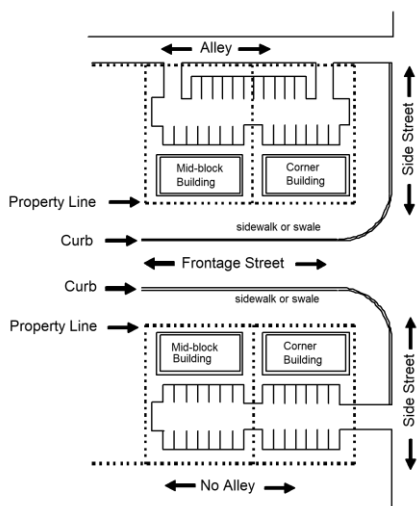 Alley
Side Street
Mid-block
Building
Corner
Building
Property Line
sidewalk or swale
Curb
Frontage Street
Curb
sidewalk or swale
Property Line
Mid-block
Building
Corner
Building
Side Street
No Alley